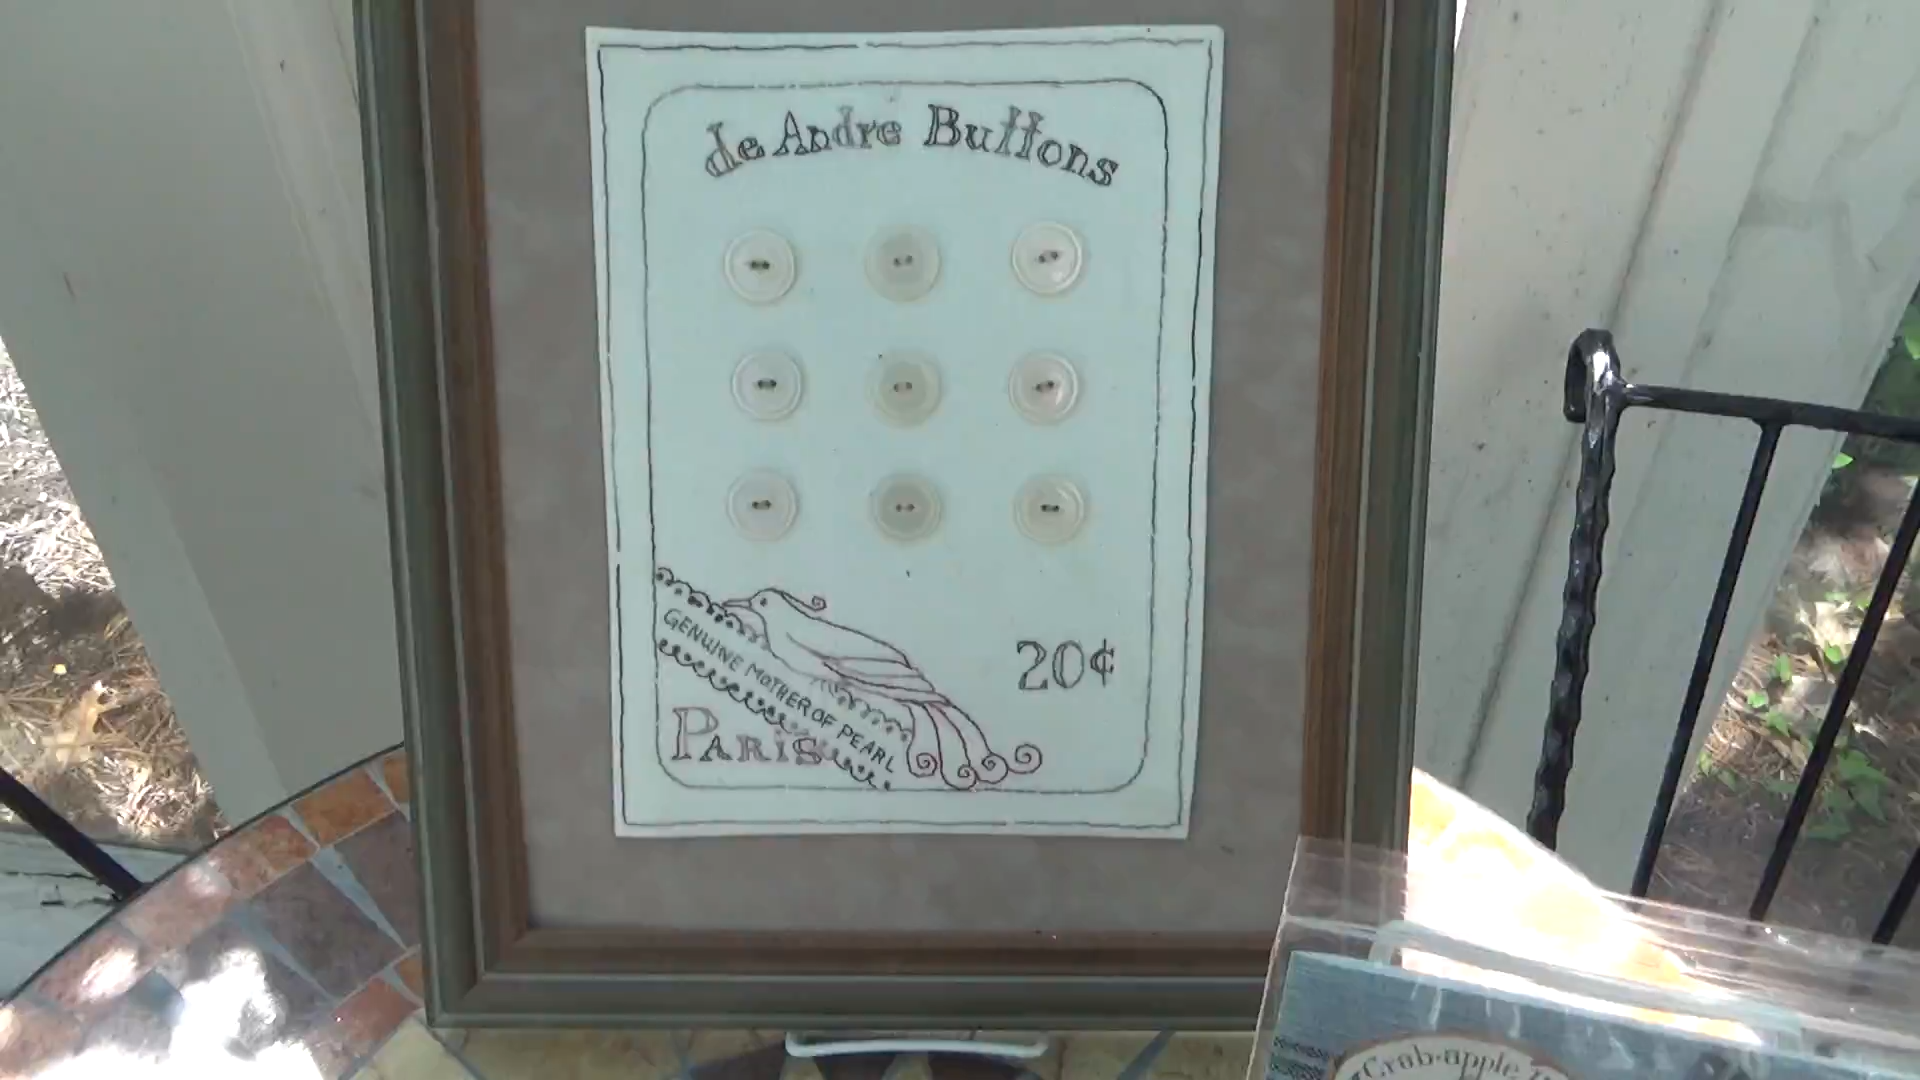 de Andre Buttons
20¢
GENUINE MOTHER OF PEARL
PARIS
Crab-apple